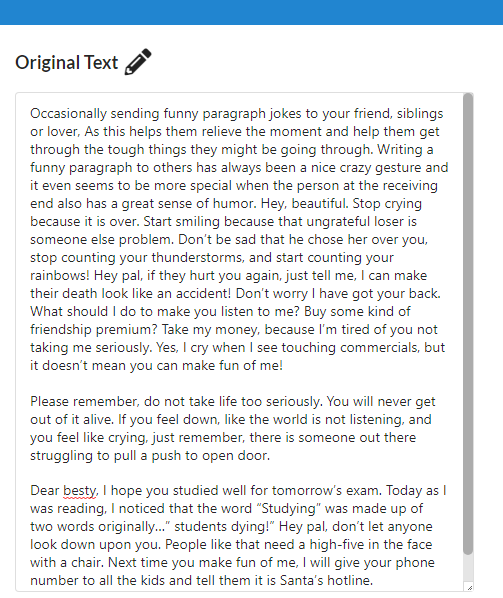 Original Text
Occasionally sending funny paragraph jokes to your friend, siblings
or lover, As this helps them relieve the moment and help them get
through the tough things they might be going through. Writing a
funny paragraph to others has always been a nice crazy gesture and
it even seems to be more special when the person at the receiving
end also has a great sense of humor. Hey, beautiful. Stop crying
because it is over. Start smiling because that ungrateful loser is
someone else problem. Don’t be sad that he chose her over you,
stop counting your thunderstorms, and start counting your
rainbows! Hey pal, if they hurt you again, just tell me, I can make
their death look like an accident! Don’t worry I have got your back.
What should I do to make you listen to me? Buy some kind of
friendship premium? Take my money, because I’m tired of you not
taking me seriously. Yes, I cry when I see touching commercials, but
it doesn’t mean you can make fun of me!
Please remember, do not take life too seriously. You will never get
out of it alive. If you feel down, like the world is not listening, and
you feel like crying, just remember, there is someone out there
struggling to pull a push to open door.
Dear besty, I hope you studied well for tomorrow’s exam. Today as I
was reading, I noticed that the word “Studying” was made up of
two words originally…” students dying!” Hey pal, don’t let anyone
look down upon you. People like that need a high-five in the face
with a chair. Next time you make fun of me, I will give your phone
number to all the kids and tell them it is Santa’s hotline.